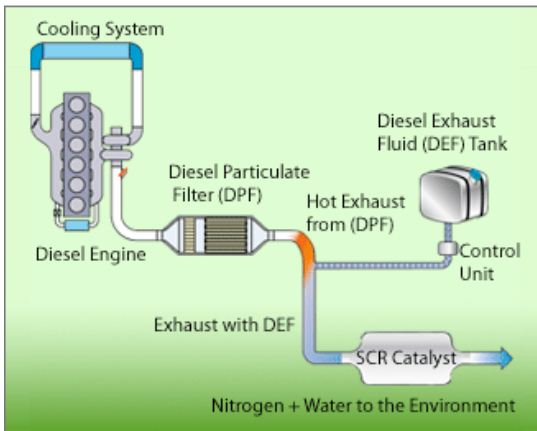 Cooling System
Diesel Exhaust
Fluid (DEF) Tank
Diesel Particulate
Filter (DPF)
Hot Exhaust
from (DPF)
Diesel Engine
Control
Unit
Exhaust with DEF
SCR Catalyst
Nitrogen + Water to the Environment